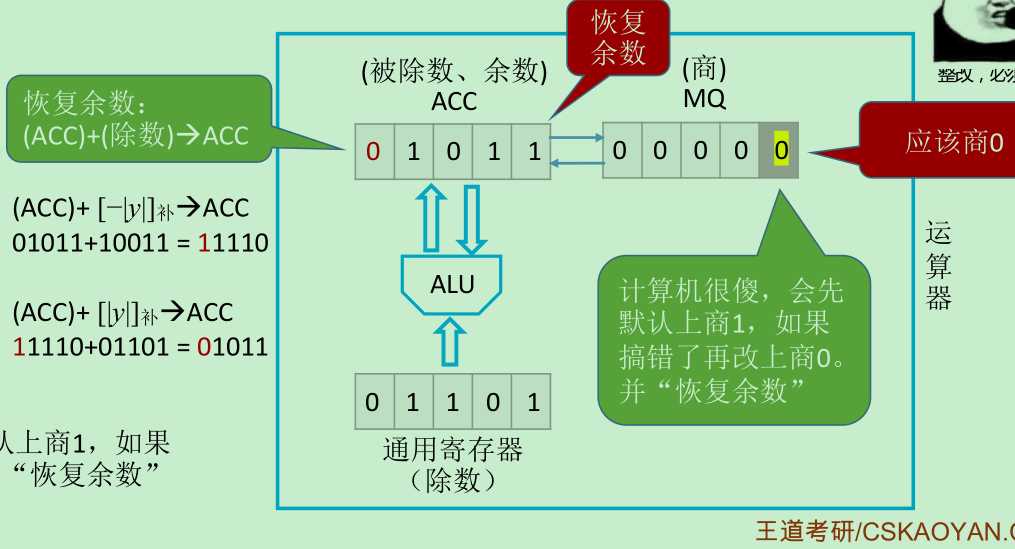 恢复
余数
整改，必须
(被除数、余数)
ACC
(商)
MQ
恢复余数：
(ACC)+(除数)→ACC
0 1 0 1 1
0 0 0 0 0
应该商0
(ACC)+ [−|y|]补→ACC
01011+10011 = 11110
(ACC)+ [|y|]补→ACC
11110+01101 = 01011
ALU
计算机很傻，会先
默认上商1，如果
搞错了再改上商0。
并“恢复余数”
运
算
器
0 1 1 0 1
通用寄存器
（除数）
认上商1，如果
“恢复余数”
王道考研/CSKAOYAN.C